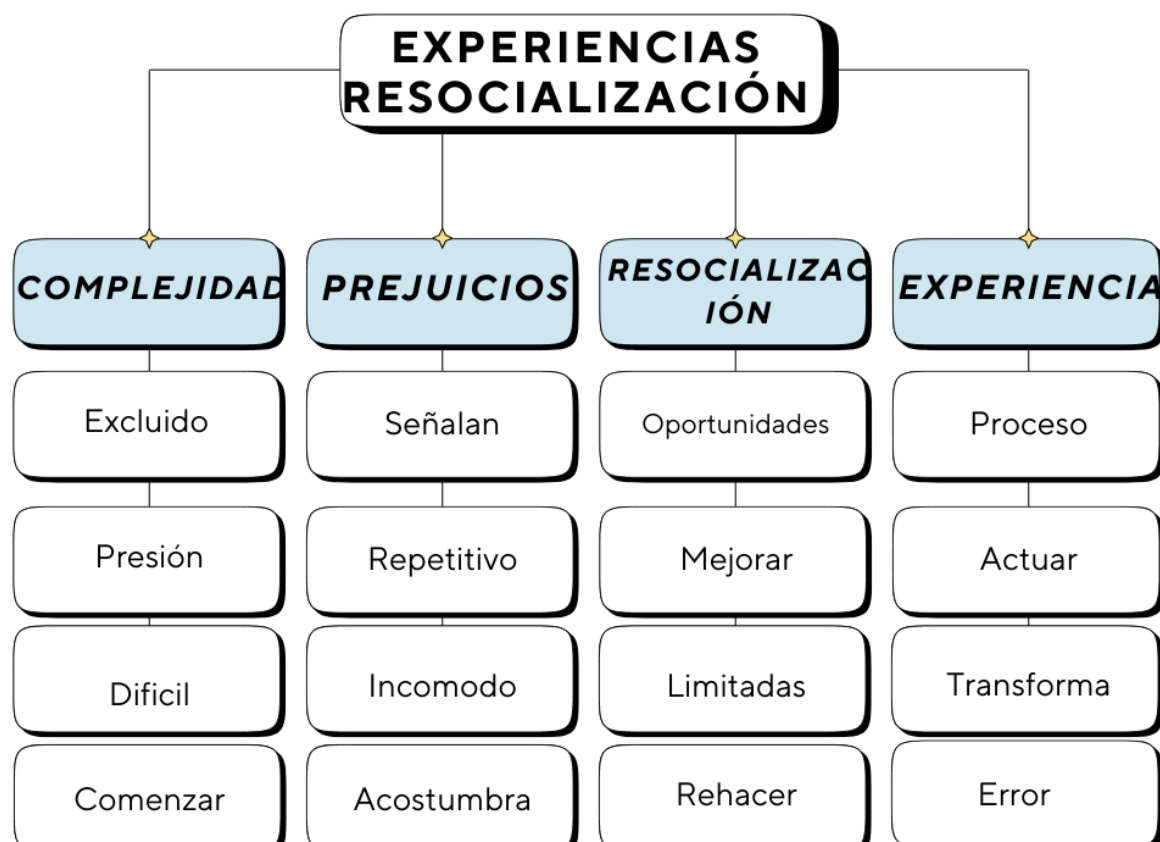 EXPERIENCIAS
RESOCIALIZACIÓN
COMPLEJIDAD
PREJUICIOS
RESOCIALIZAC
IÓN
EXPERIENCIA
Excluido
Señalan
Oportunidades
Proceso
Presión
Repetitivo
Mejorar
Actuar
Dificil
Incomodo
Limitadas
Transforma
Comenzar
Acostumbra
Rehacer
Error